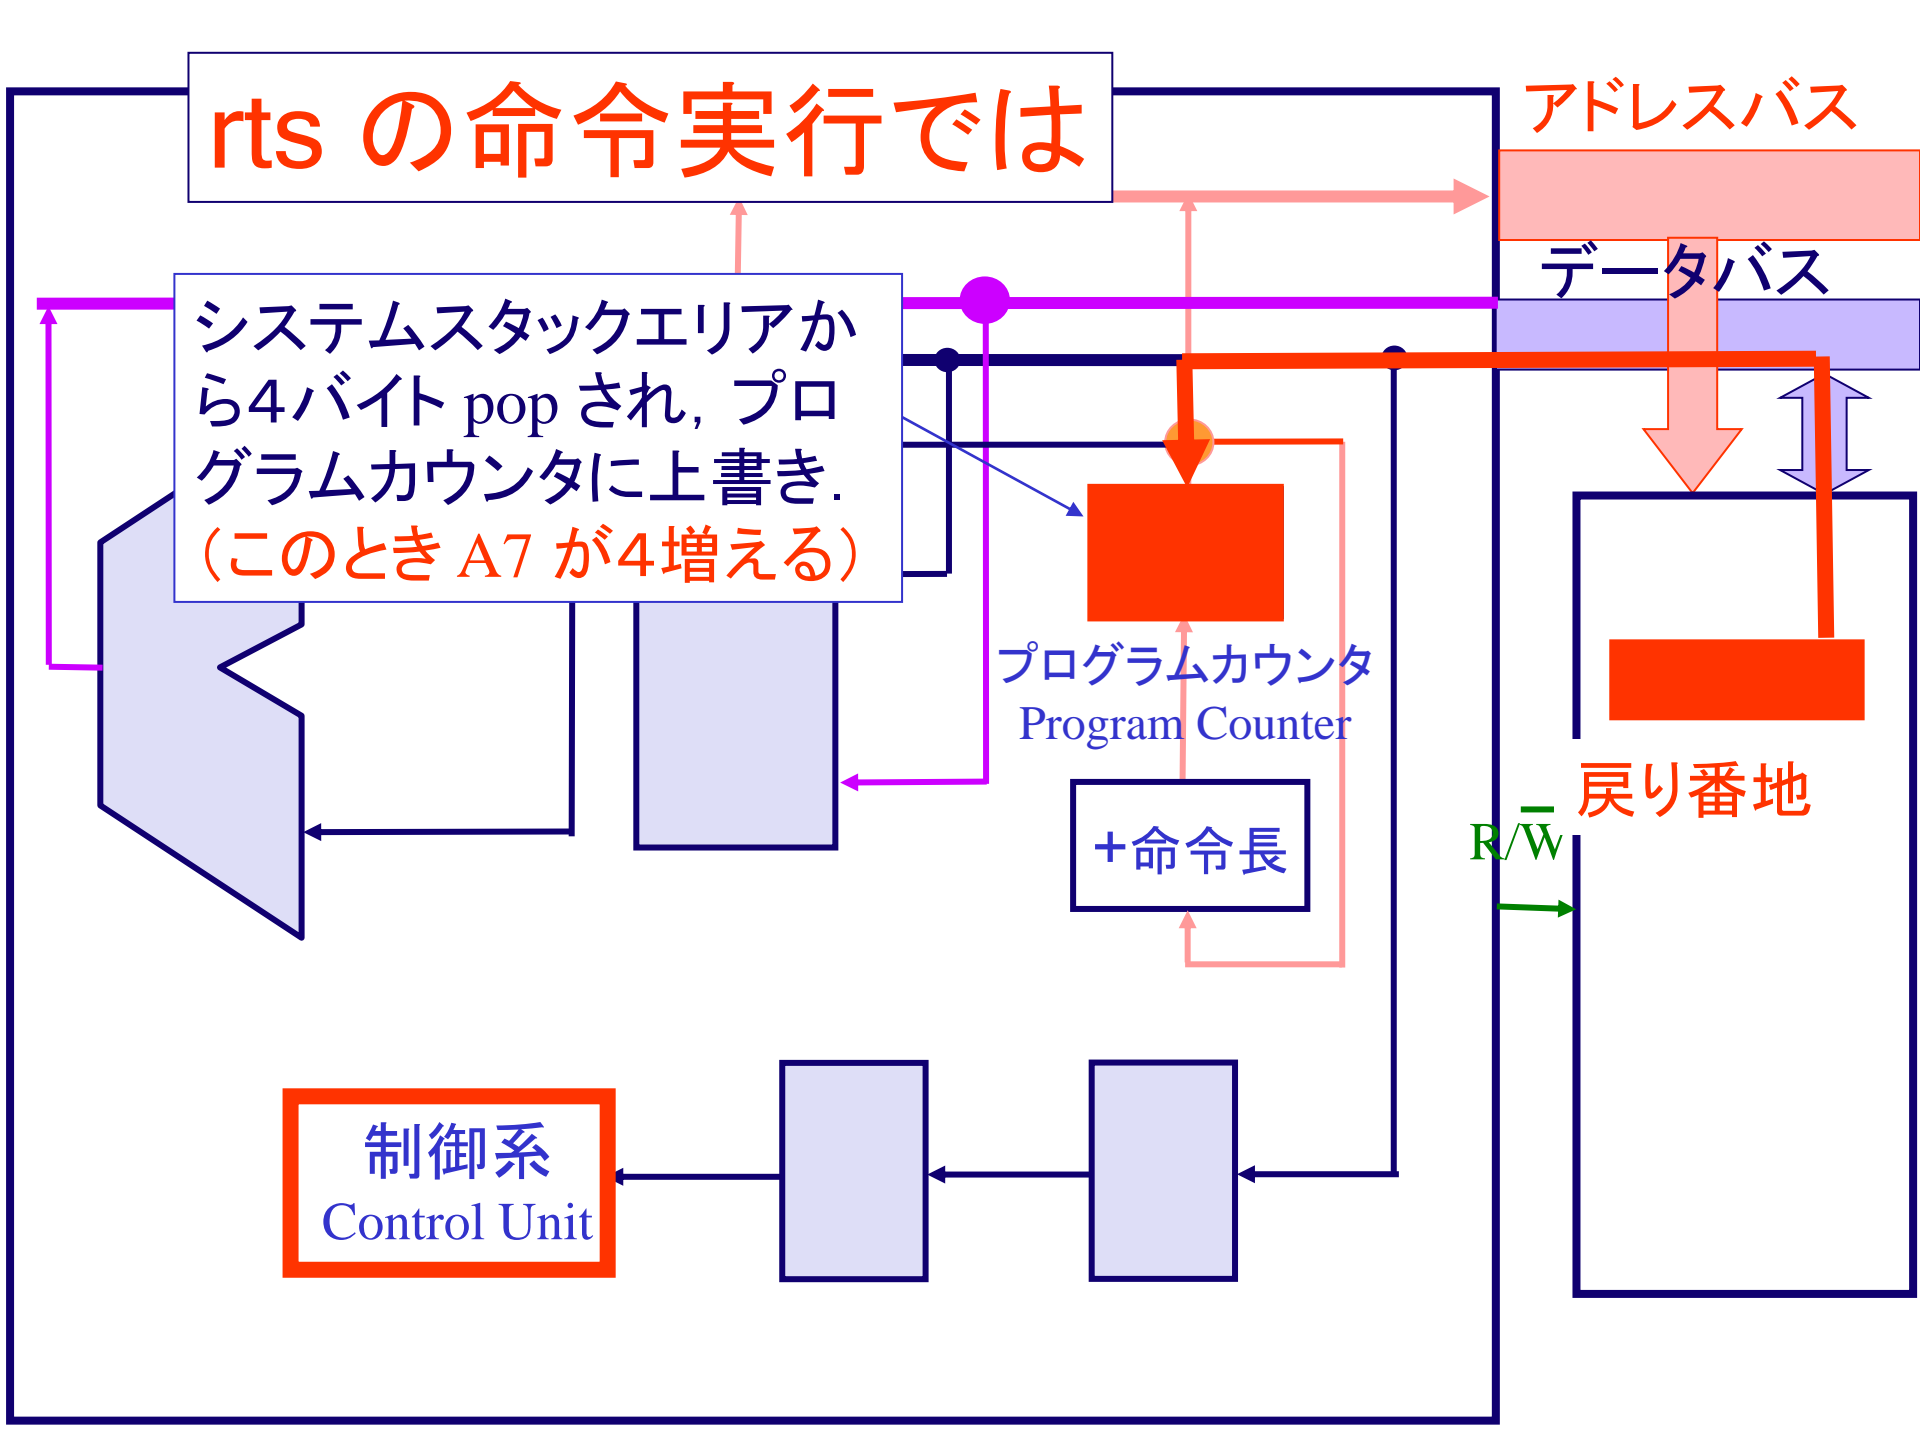 rts の命令実行では
アドレスバス
データバス
システムスタックエリアか
ら4バイト pop され，プロ
グラムカウンタに上書き．
（このとき A7 が4増える）
プログラムカウンタ
Program Counter
戻り番地
R/W̅
+命令長
制御系
Control Unit